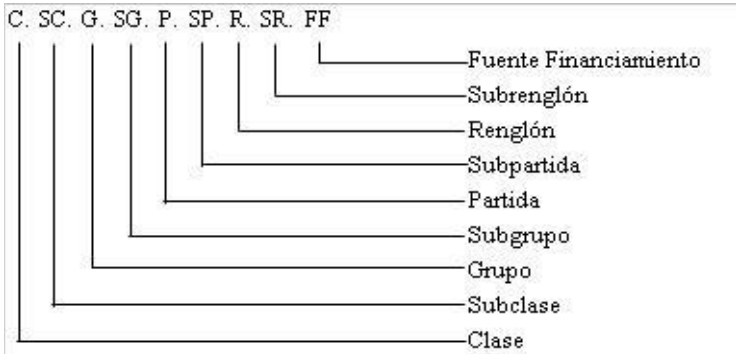 C. SC. G. SG. P. SP. R. SR. FF
Fuente Financiamiento
Subrenglón
Renglón
Subpartida
Partida
Subgrupo
Grupo
Subclase
Clase